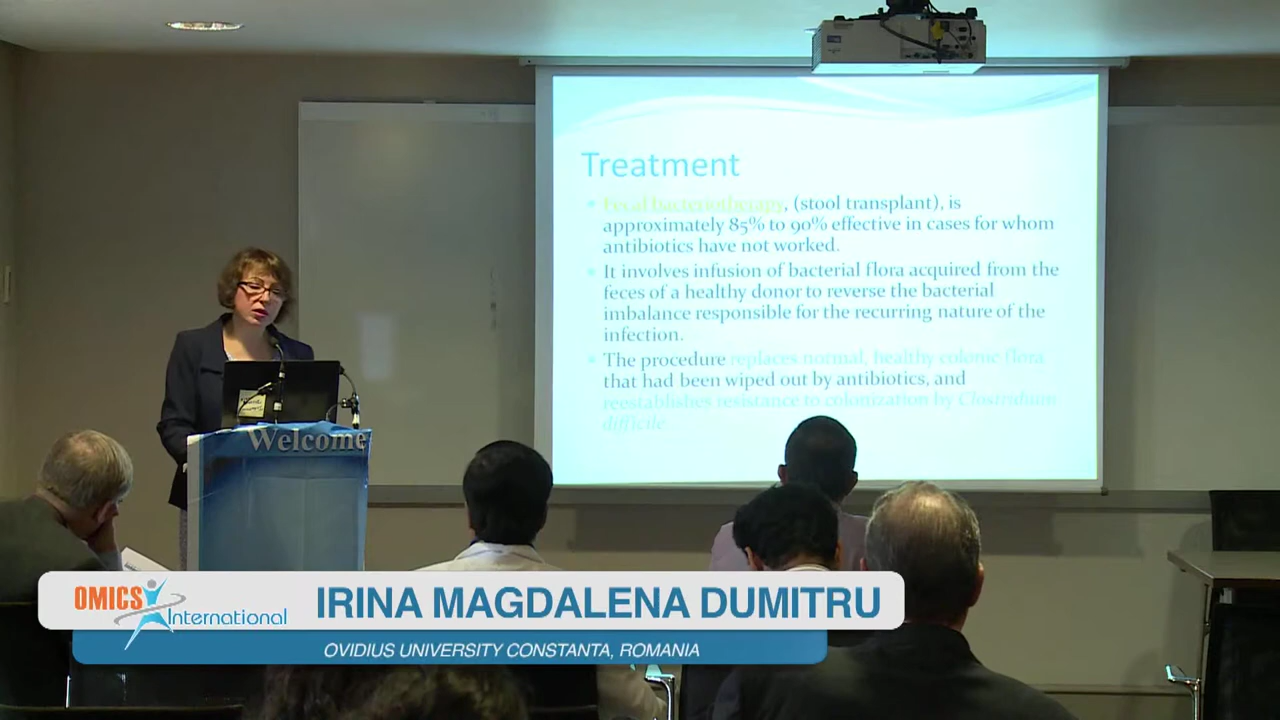 Treatment
Fecal bacteriotherapy, (stool transplant), is
approximately 85% to 90% effective in cases for whom
antibiotics have not worked.
It involves infusion of bacterial flora acquired from the
feces of a healthy donor to reverse the bacterial
imbalance responsible for the recurring nature of the
infection.
The procedure replaces normal, healthy colonic flora
that had been wiped out by antibiotics, and
reestablishes resistance to colonization by Clostridium
difficile
Welcome
OMICS
International
IRINA MAGDALENA DUMITRU
OVIDIUS UNIVERSITY CONSTANTA, ROMANIA